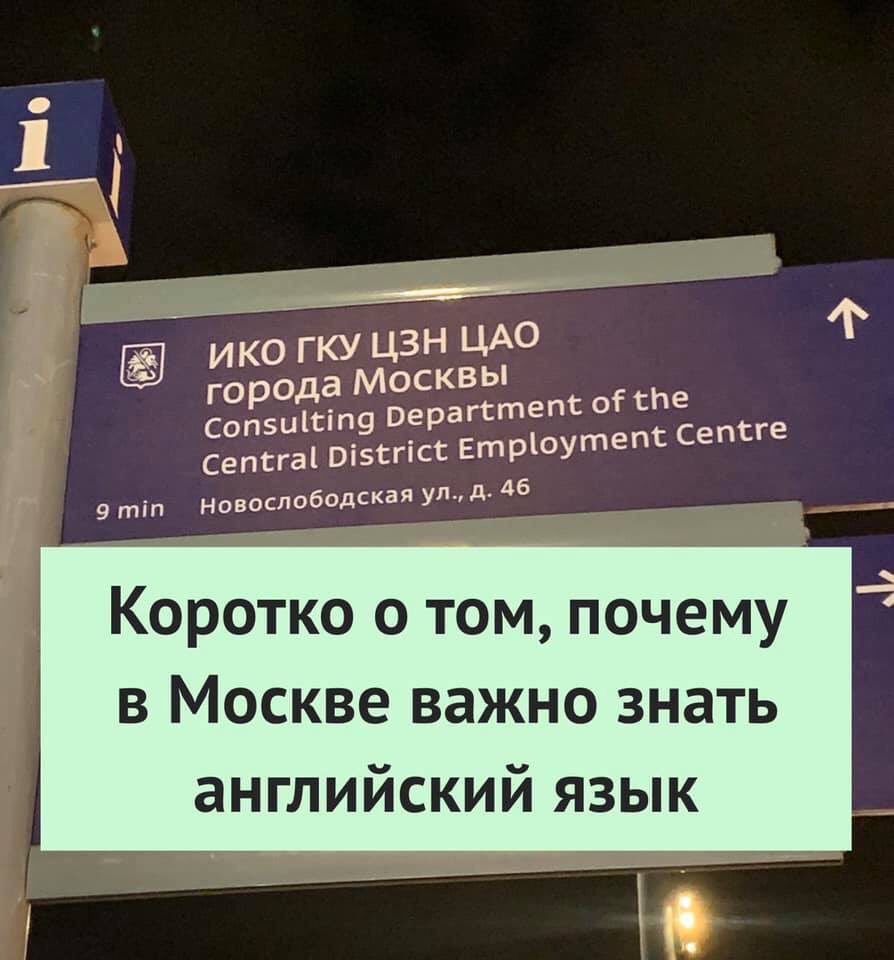 i
i
ИКО ГКУ ЦЗН ЦАО
города Москвы
Consulting Department of the
Central District Employment Centre
9 min Новослободская ул., д. 46
Коротко о том, почему
в Москве важно знать
английский язык